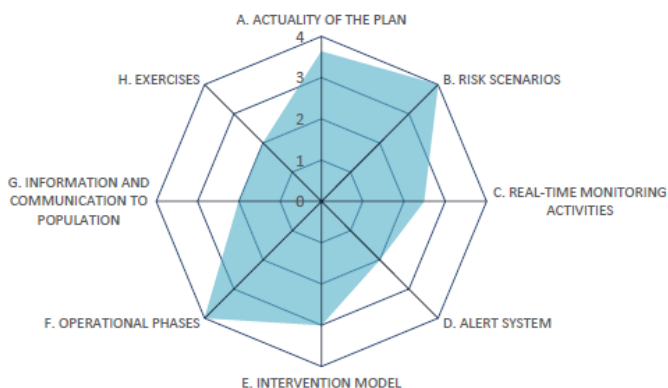 A. ACTUALITY OF THE PLAN
4
H. EXERCISES
B. RISK SCENARIOS
3
2
1
G. INFORMATION AND
COMMUNICATION TO
POPULATION
0
C. REAL-TIME MONITORING
ACTIVITIES
F. OPERATIONAL PHASES
D. ALERT SYSTEM
E. INTERVENTION MODEL